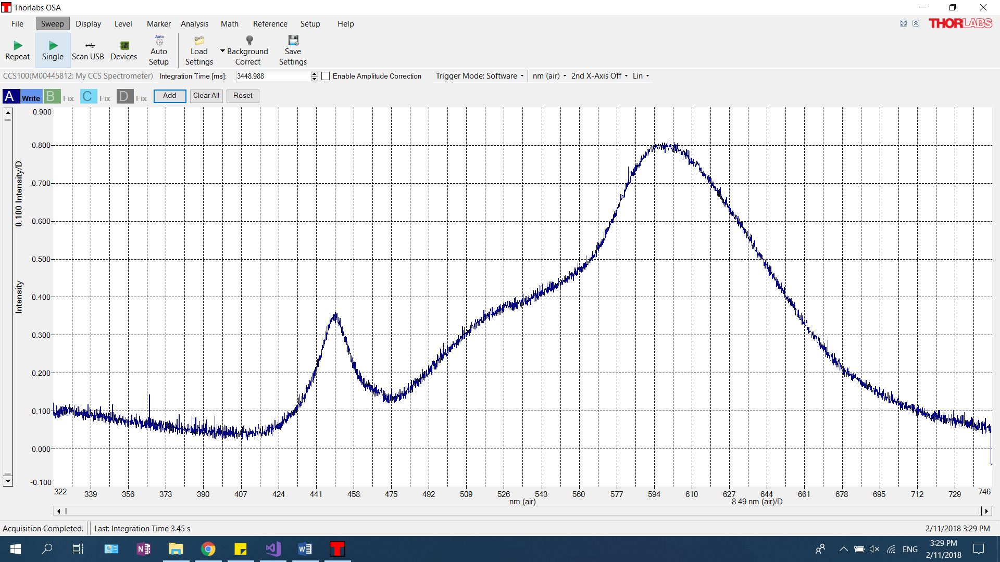 Thorlabs OSA
File Sweep Display Level Marker Analysis Math Reference Setup Help THORLABS
Repeat Single Scan USB Devices Auto Auto Setup Load Settings Background Correct Save Settings
CCS100(M00445812: My CCS Spectrometer) Integration Time [ms]: 3448.988 Enable Amplitude Correction Trigger Mode: Software nm (air) 2nd X-Axis Off Lin
A Write B Fix C Fix D Fix Add Clear All Reset
0.900
0.800
0.700
0.600
0.500
0.400
0.300
0.200
0.100
0.000
-0.100
0.100 Intensity/D
Intensity
322 339 356 373 390 407 424 441 458 475 492 509 526 543 560 577 594 610 627 644 661 678 695 712 729 746
nm (air) 8.49 nm (air)/D
Acquisition Completed. Last: Integration Time 3.45 s 2/11/2018 3:29 PM
N W T ENG 3:29 PM
2/11/2018